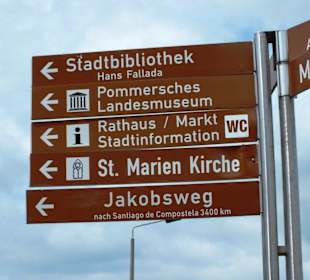 Stadtbibliothek
Hans Fallada
Pommersches
Landesmuseum
Rathaus / Markt
Stadtinformation
WC
i
St. Marien Kirche
Jakobsweg
nach Santiago de Compostela 3400 km